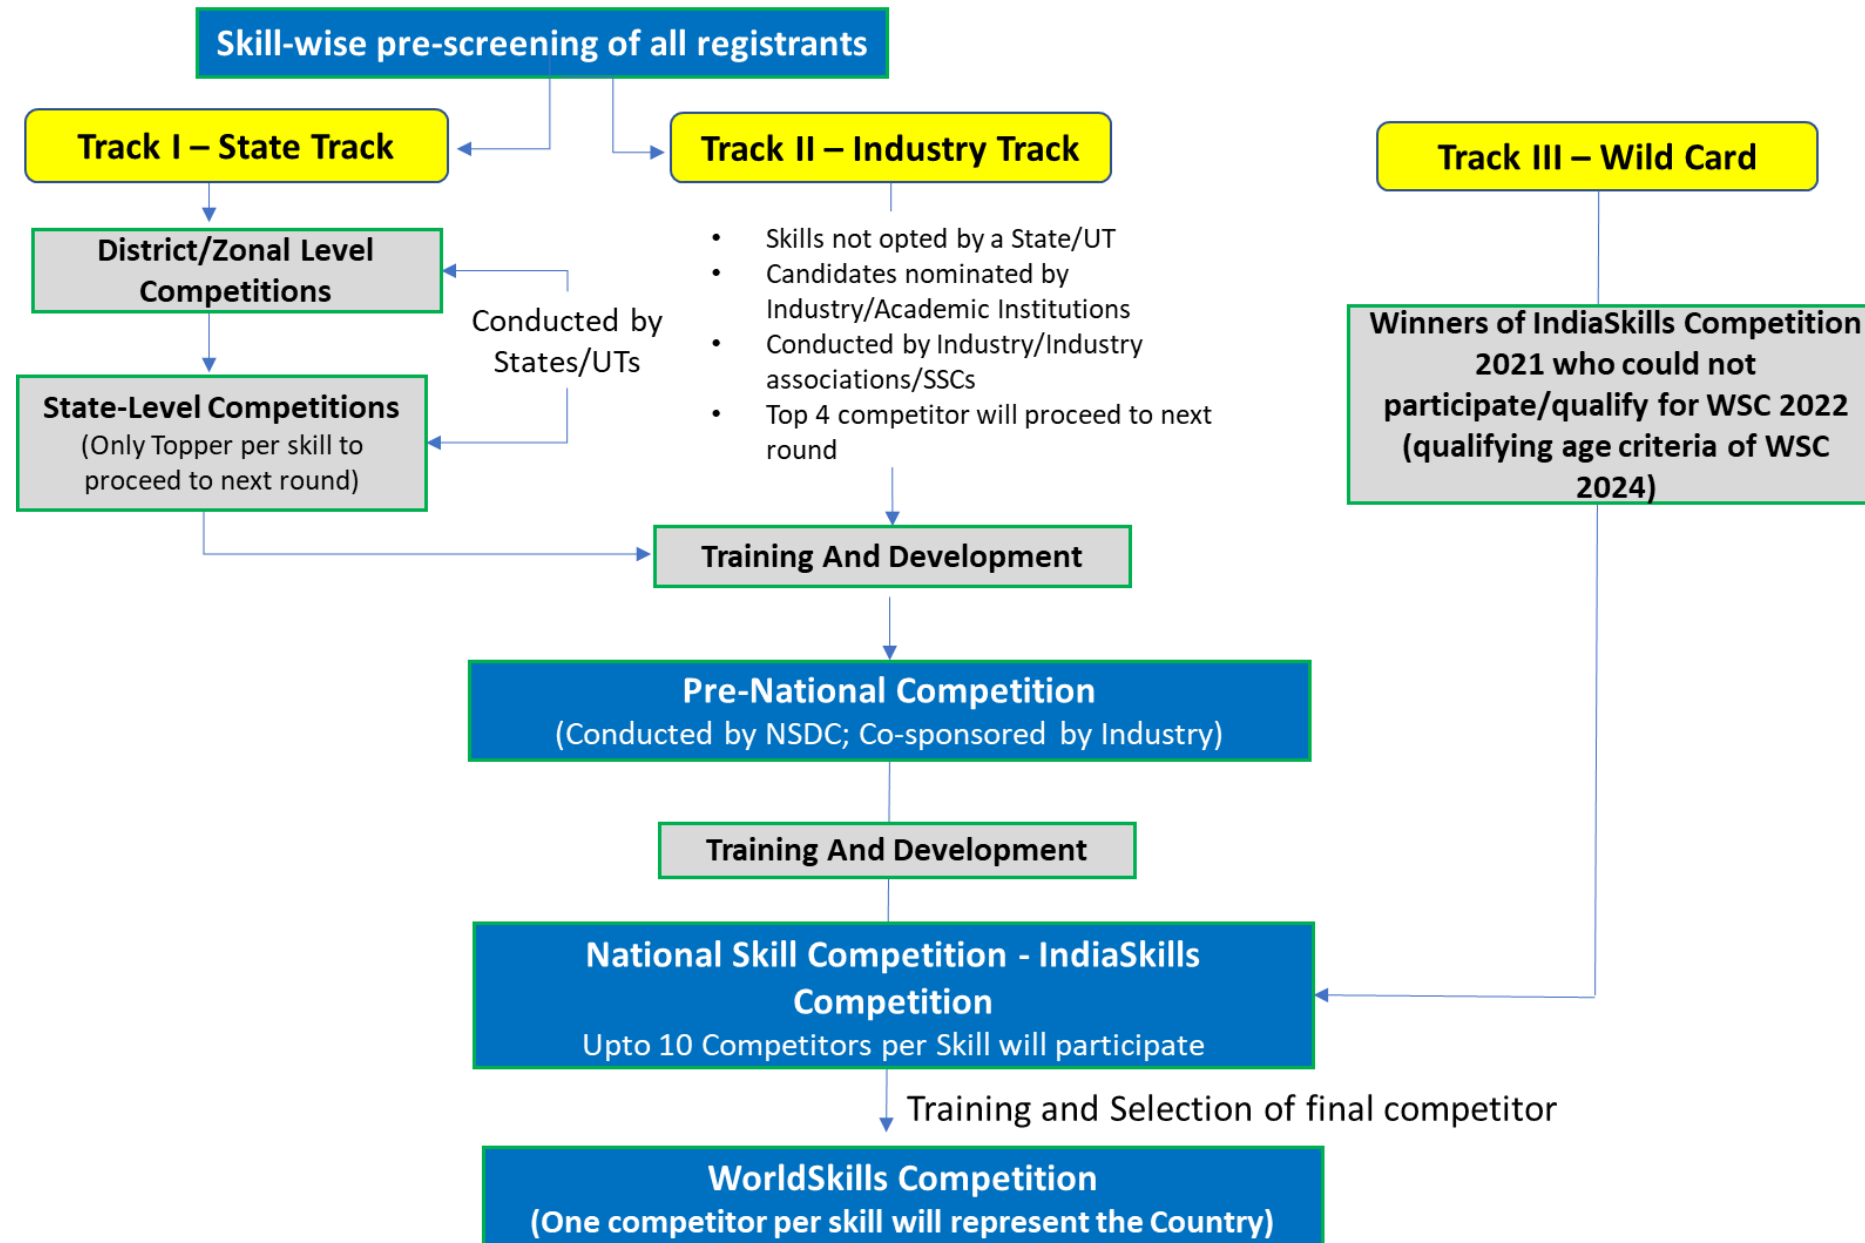 Skill-wise pre-screening of all registrants
Track I – State Track
Track II – Industry Track
Track III – Wild Card
District/Zonal Level
Competitions
Conducted by
States/UTs
State-Level Competitions
(Only Topper per skill to
proceed to next round)
• Skills not opted by a State/UT
• Candidates nominated by
Industry/Academic Institutions
• Conducted by Industry/Industry
associations/SSCs
• Top 4 competitor will proceed to next
round
Winners of IndiaSkills Competition
2021 who could not
participate/qualify for WSC 2022
(qualifying age criteria of WSC
2024)
Training And Development
Pre-National Competition
(Conducted by NSDC; Co-sponsored by Industry)
Training And Development
National Skill Competition - IndiaSkills
Competition
Upto 10 Competitors per Skill will participate
Training and Selection of final competitor
WorldSkills Competition
(One competitor per skill will represent the Country)